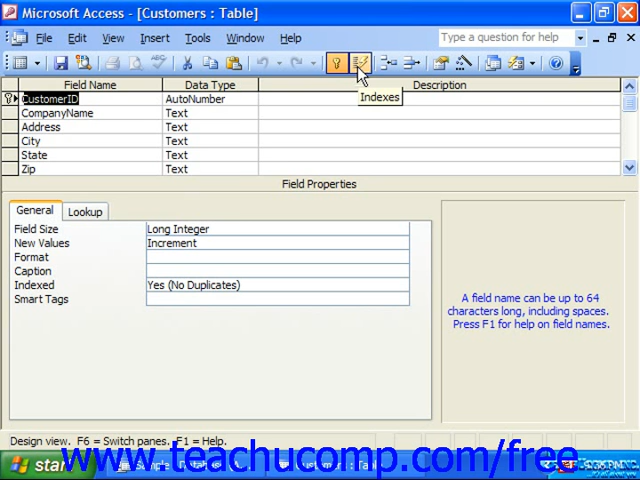 Microsoft Access - [Customers : Table]
File Edit View Insert Tools Window Help Type a question for help
Field Name Data Type Description
CustomerID AutoNumber
Indexes
CompanyName Text
Address Text
City Text
State Text
Zip Text
Field Properties
General Lookup
Field Size Long Integer
New Values Increment
Format
Caption
Indexed Yes (No Duplicates)
Smart Tags
A field name can be up to 64
characters long, including spaces.
Press F1 for help on field names.
Design view. F6 = Switch panes. F1 = Help.
start
www.teachucomp.com/free